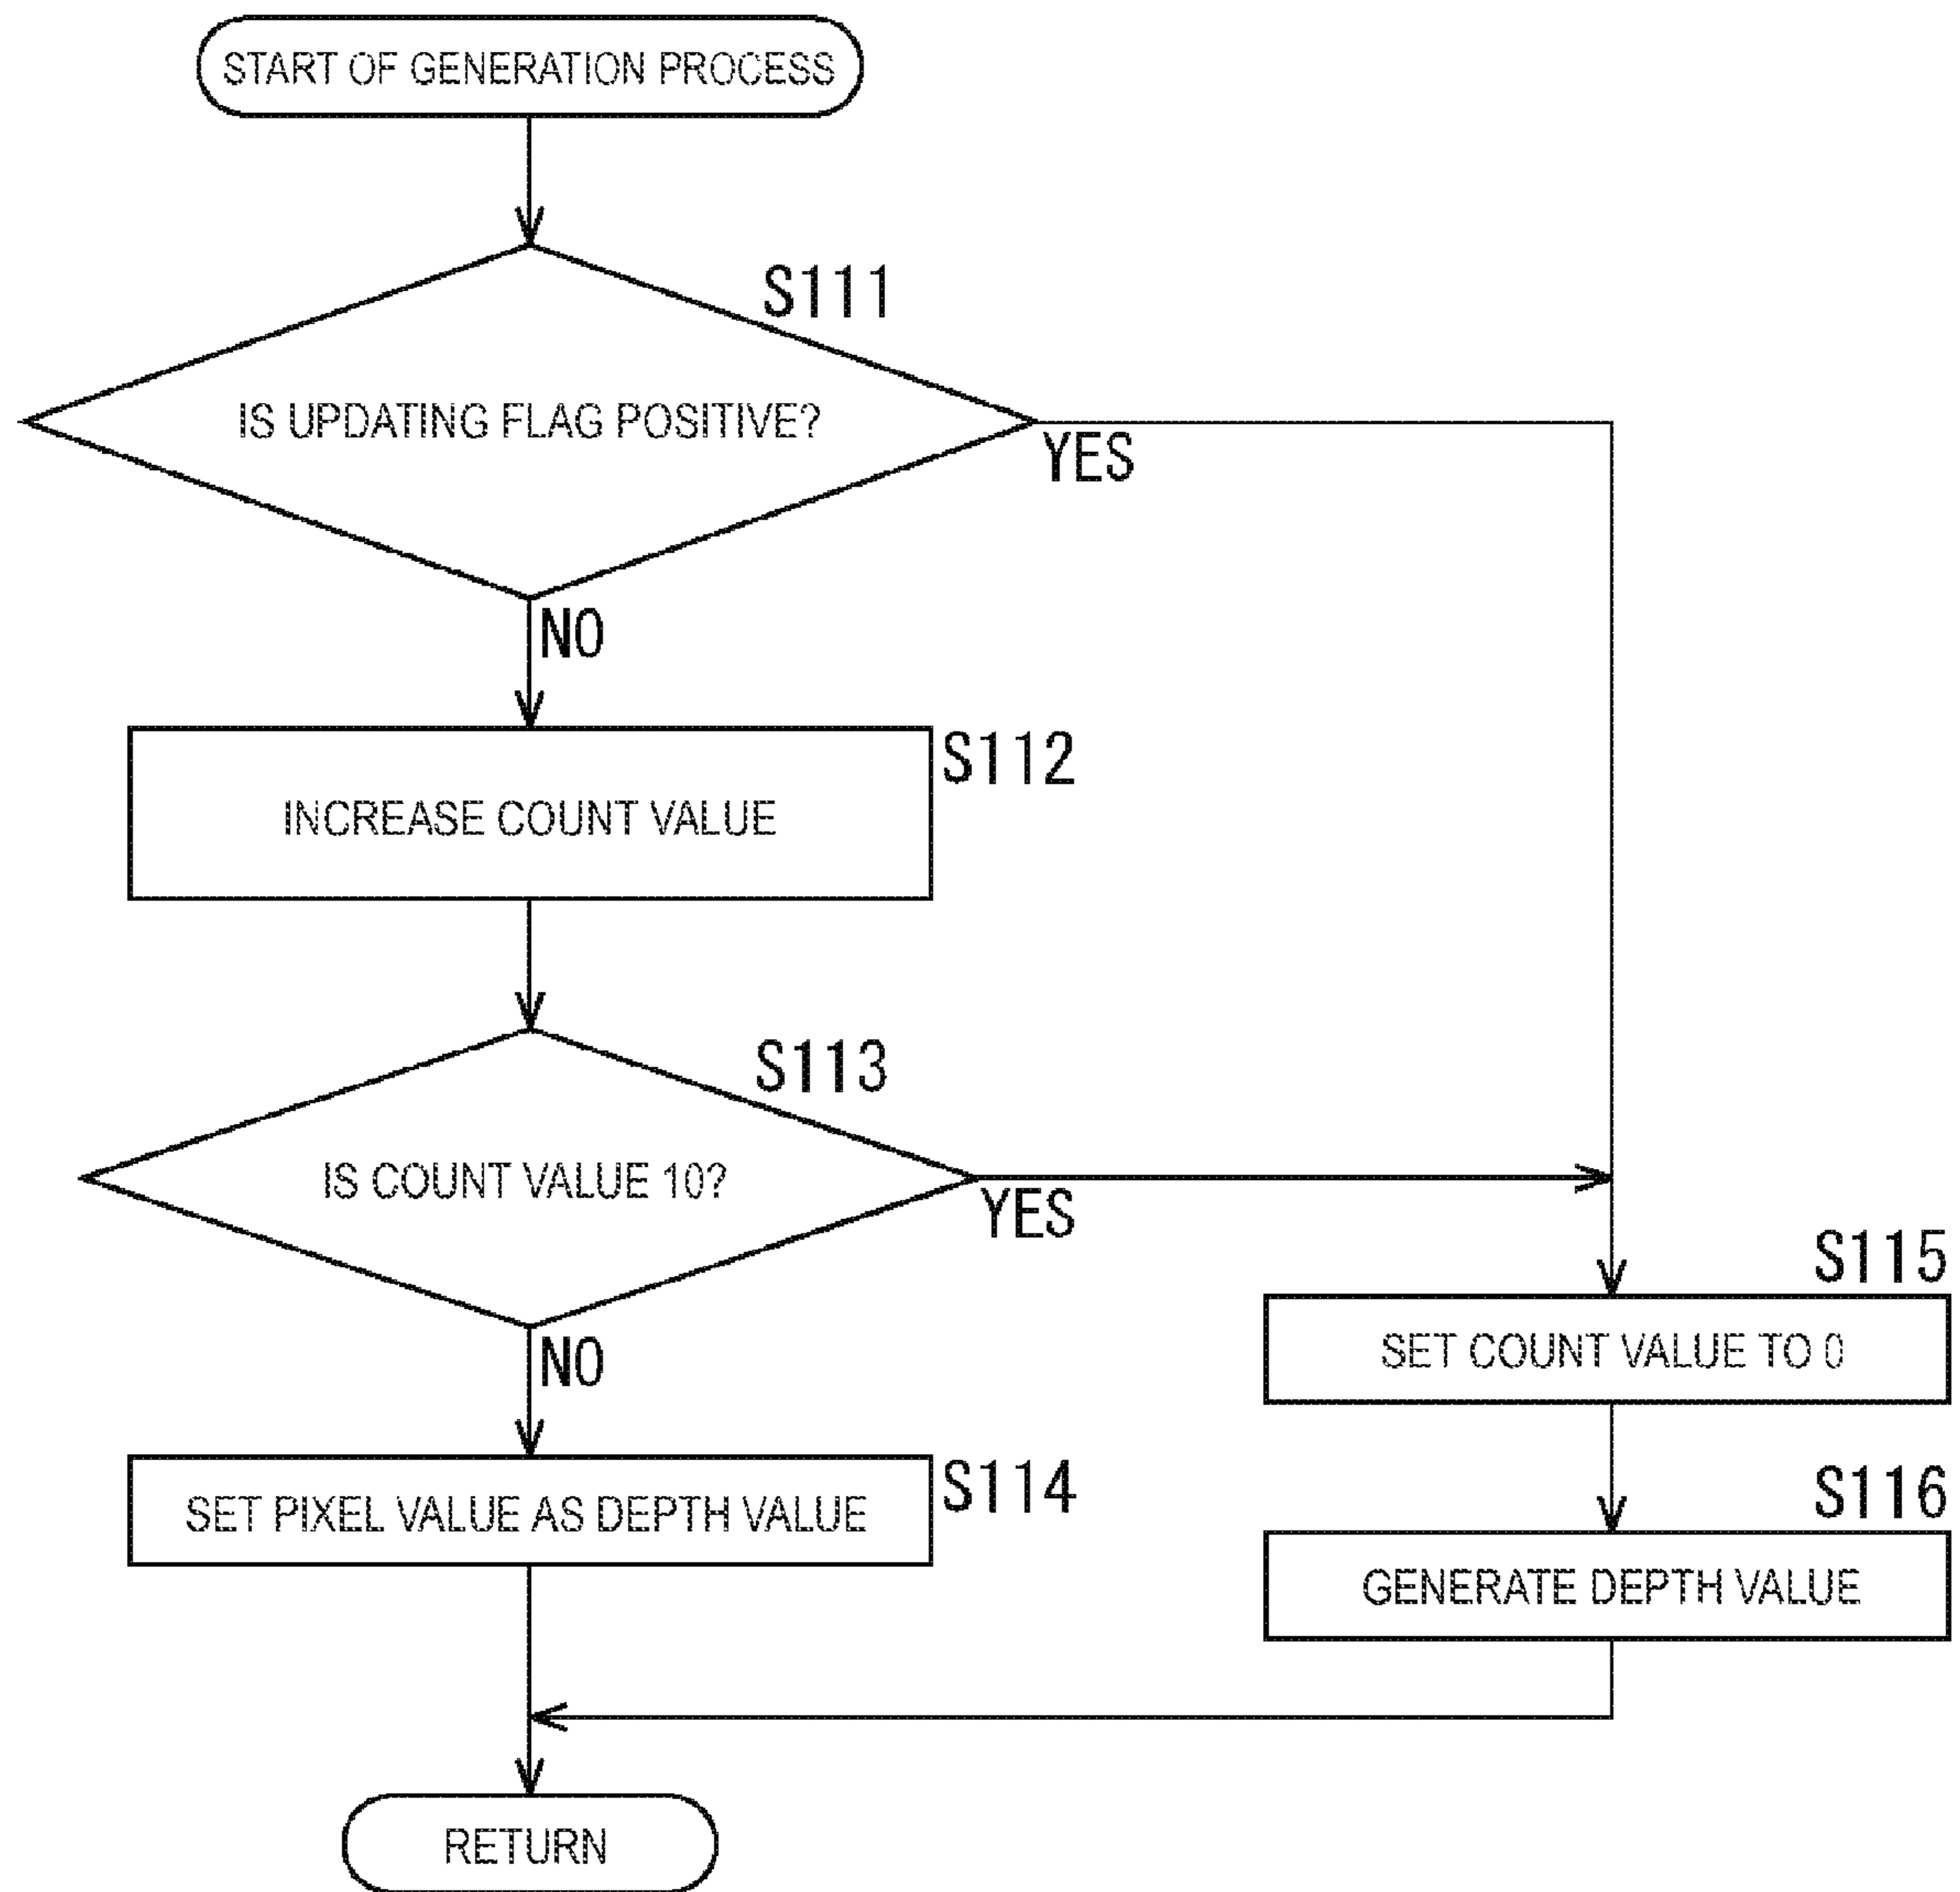 START OF GENERATION PROCESS
S111
IS UPDATING FLAG POSITIVE?
YES
NO
S112
INCREASE COUNT VALUE
S113
IS COUNT VALUE 10?
YES
NO
S114
SET PIXEL VALUE AS DEPTH VALUE
S115
SET COUNT VALUE TO 0
S116
GENERATE DEPTH VALUE
RETURN